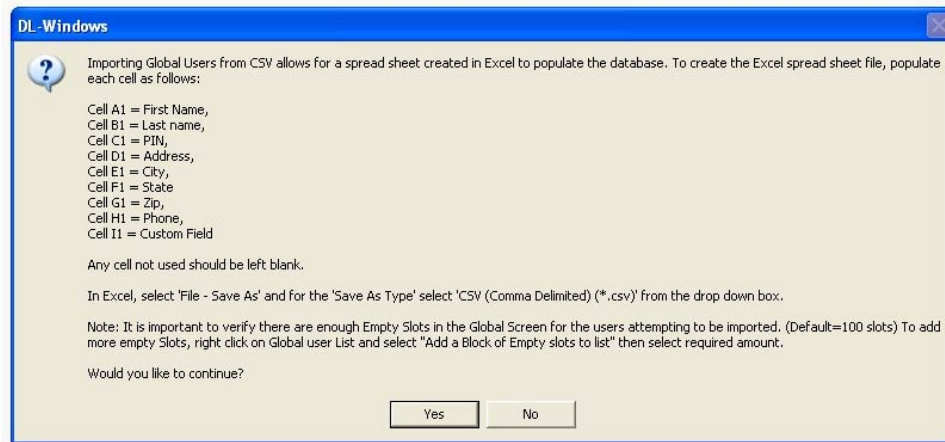 DL-Windows
Importing Global Users from CSV allows for a spread sheet created in Excel to populate the database. To create the Excel spread sheet file, populate
each cell as follows:
Cell A1 = First Name,
Cell B1 = Last name,
Cell C1 = PIN,
Cell D1 = Address,
Cell E1 = City,
Cell F1 = State
Cell G1 = Zip,
Cell H1 = Phone,
Cell I1 = Custom Field
Any cell not used should be left blank.
In Excel, select 'File - Save As' and for the 'Save As Type' select 'CSV (Comma Delimited) (*.csv)' from the drop down box.
Note: It is important to verify there are enough Empty Slots in the Global Screen for the users attempting to be imported. (Default=100 slots) To add
more empty Slots, right click on Global user List and select "Add a Block of Empty slots to list" then select required amount.
Would you like to continue?
Yes No